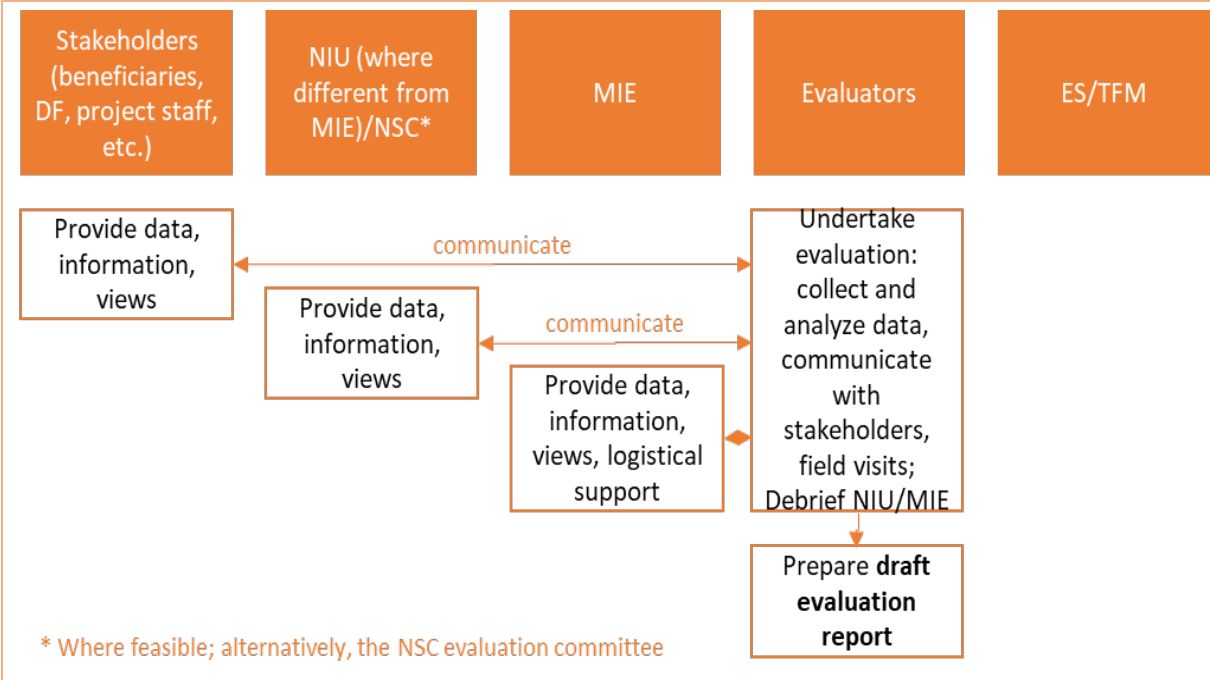 Stakeholders
(beneficiaries,
DF, project staff,
etc.)
NIU (where
different from
MIE)/NSC*
MIE
Evaluators
ES/TFM
Provide data,
information,
views
communicate
Provide data,
information,
views
communicate
Provide data,
information,
views, logistical
support
Undertake
evaluation:
collect and
analyze data,
communicate
with
stakeholders,
field visits;
Debrief NIU/MIE
Prepare draft
evaluation
report
* Where feasible; alternatively, the NSC evaluation committee